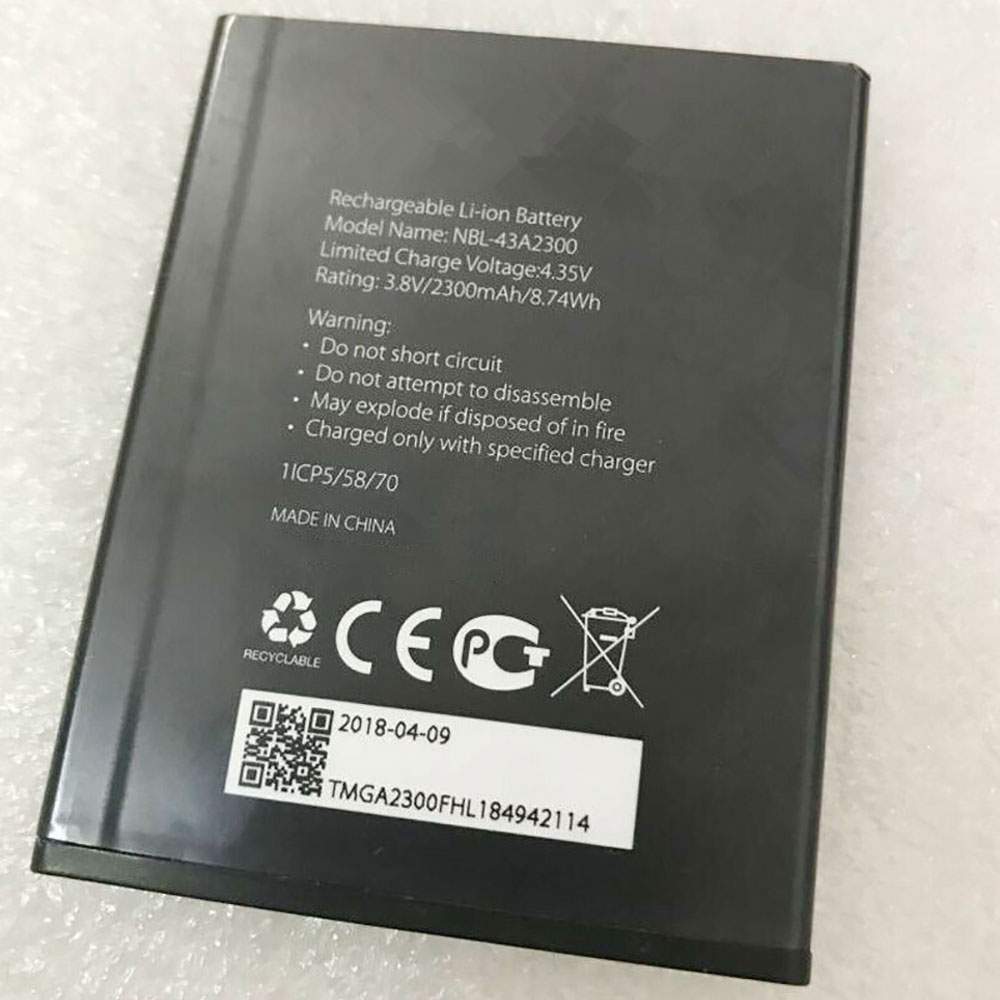 Rechargeable Li-ion Battery
Model Name: NBL-43A2300
Limited Charge Voltage:4.35V
Rating: 3.8V/2300mAh/8.74Wh
Warning:
• Do not short circuit
• Do not attempt to disassemble
• May explode if disposed of in fire
• Charged only with specified charger
1ICP5/58/70
MADE IN CHINA
RECYCLABLE
CE
РСТ
2018-04-09
TMGA2300FHL184942114